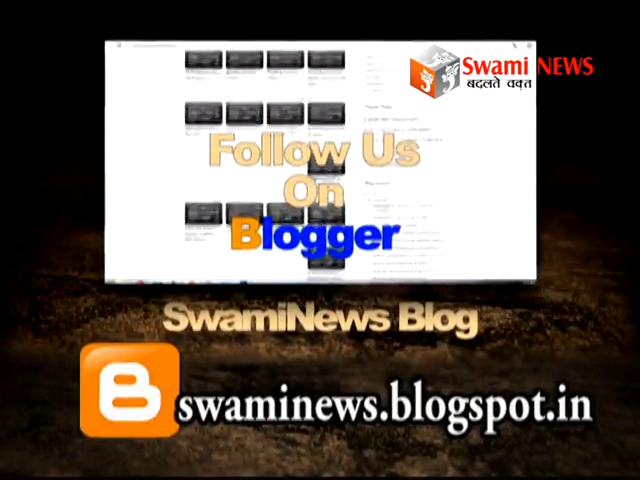 Swami NEWS
बदलते वक़्त
Follow Us
On
Blogger
SwamiNews Blog
swaminews.blogspot.in